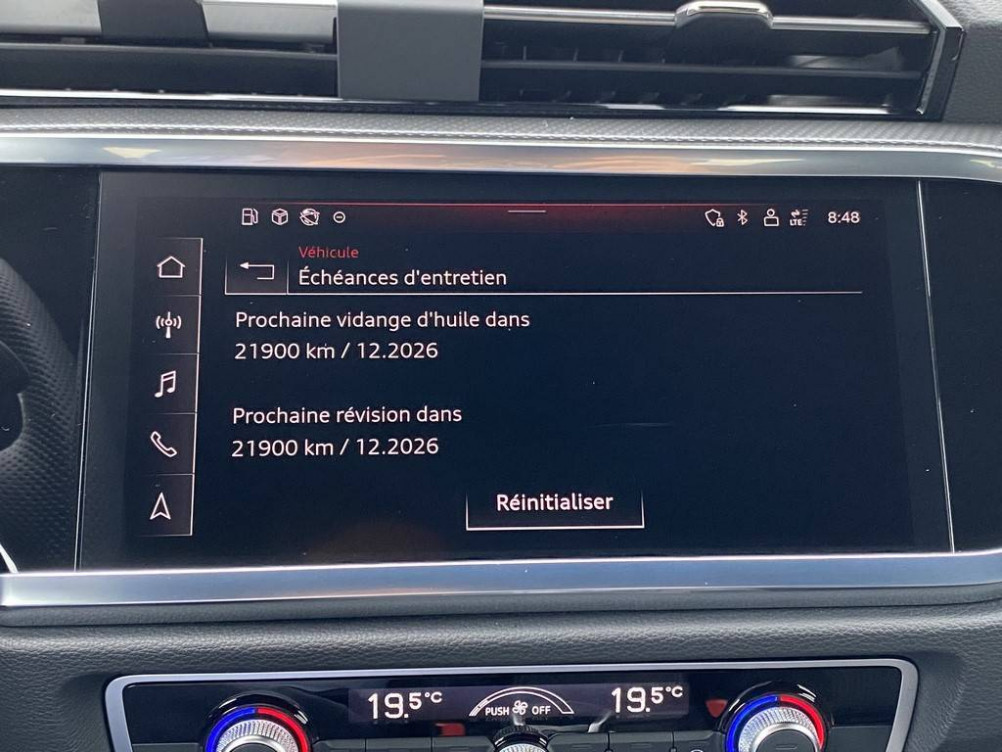 LTE 8:48
Véhicule
Échéances d'entretien
Prochaine vidange d'huile dans
21900 km / 12.2026
Prochaine révision dans
21900 km / 12.2026
Réinitialiser
19.5°C PUSH OFF 19.5°C